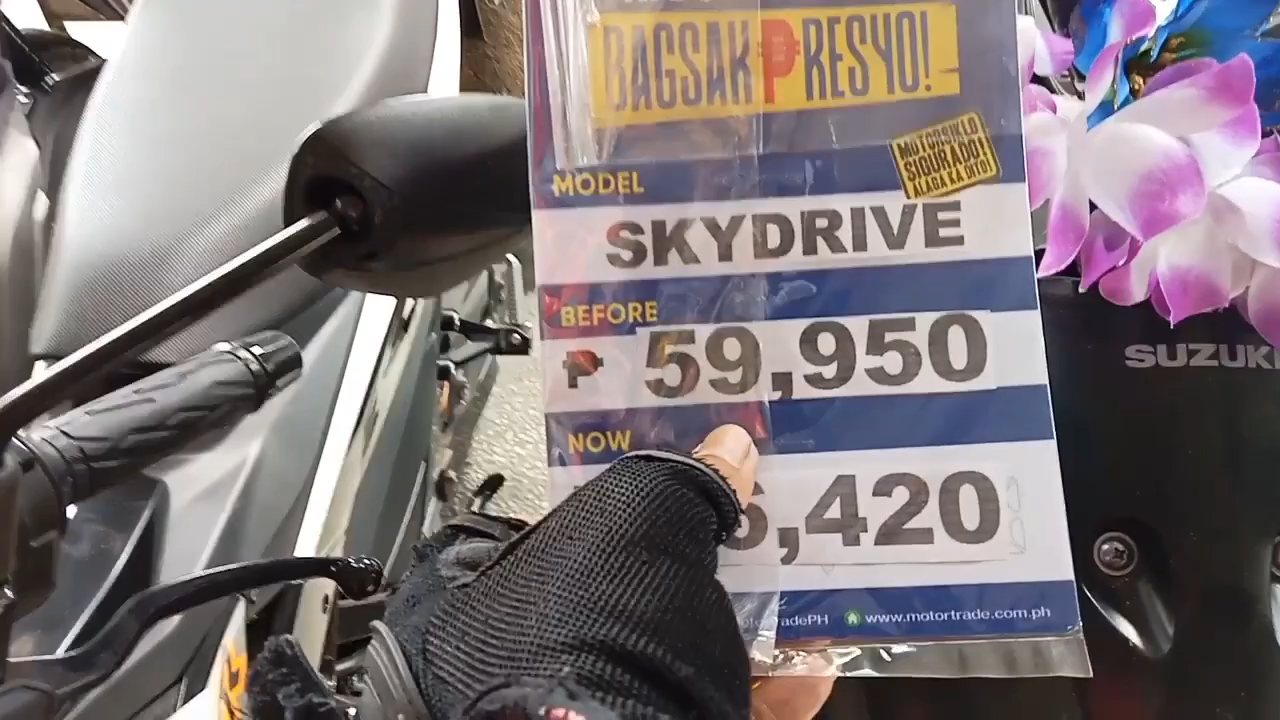 BAGSAK PRESYO!
MOTORSIKLO
SIGURADO!
ALAGA KA DITO!
MODEL
SKYDRIVE
BEFORE
₱ 59,950
NOW
6,420
www.motortrade.com.ph
SUZUKI